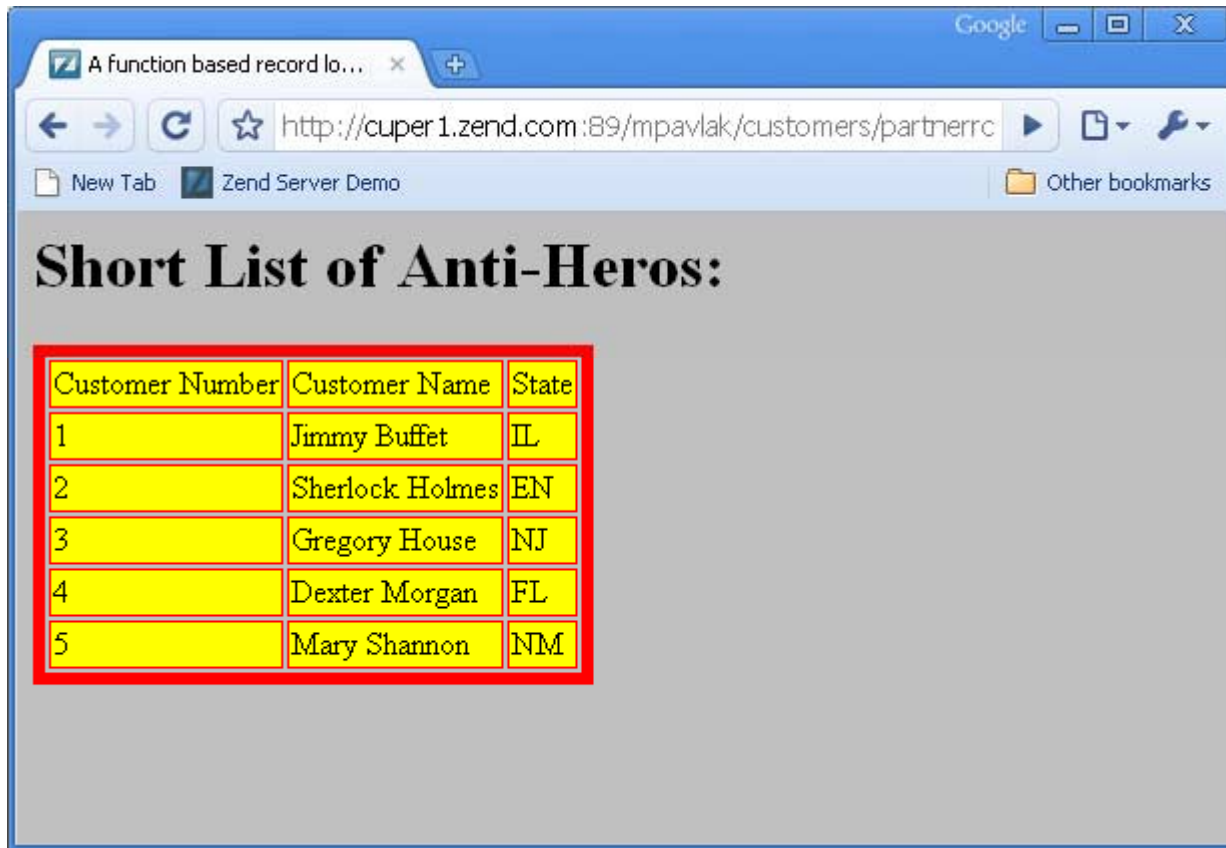 Google
A function based record lo...
http://cuper1.zend.com:89/mpavlak/customers/partnerrc
New Tab Zend Server Demo Other bookmarks
Short List of Anti-Heros:
Customer Number Customer Name State
1 Jimmy Buffet IL
2 Sherlock Holmes EN
3 Gregory House NJ
4 Dexter Morgan FL
5 Mary Shannon NM